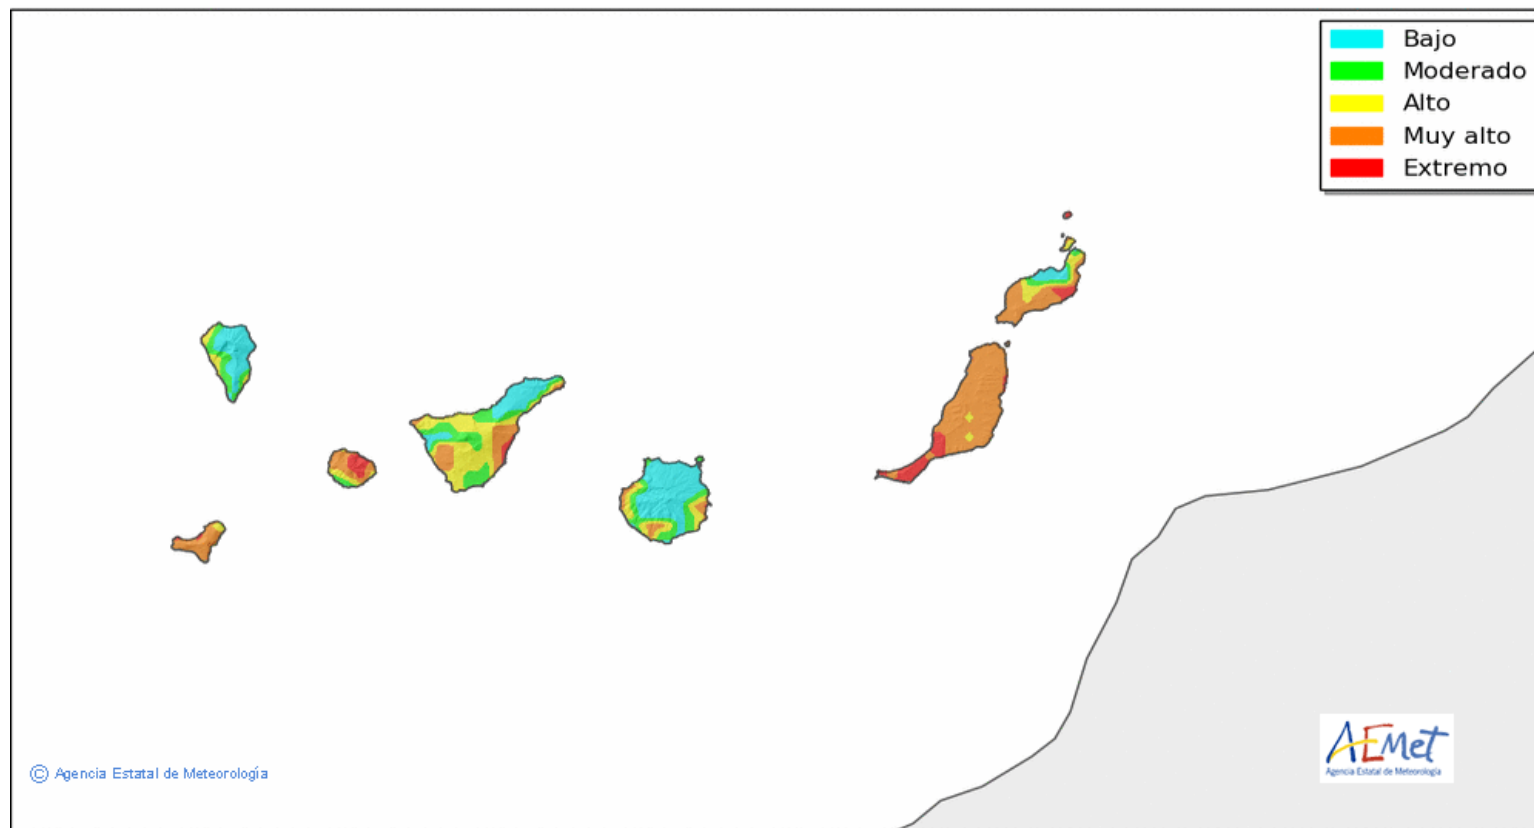 Bajo
Moderado
Alto
Muy alto
Extremo
AEMet
Agencia Estatal de Meteorología
© Agencia Estatal de Meteorología